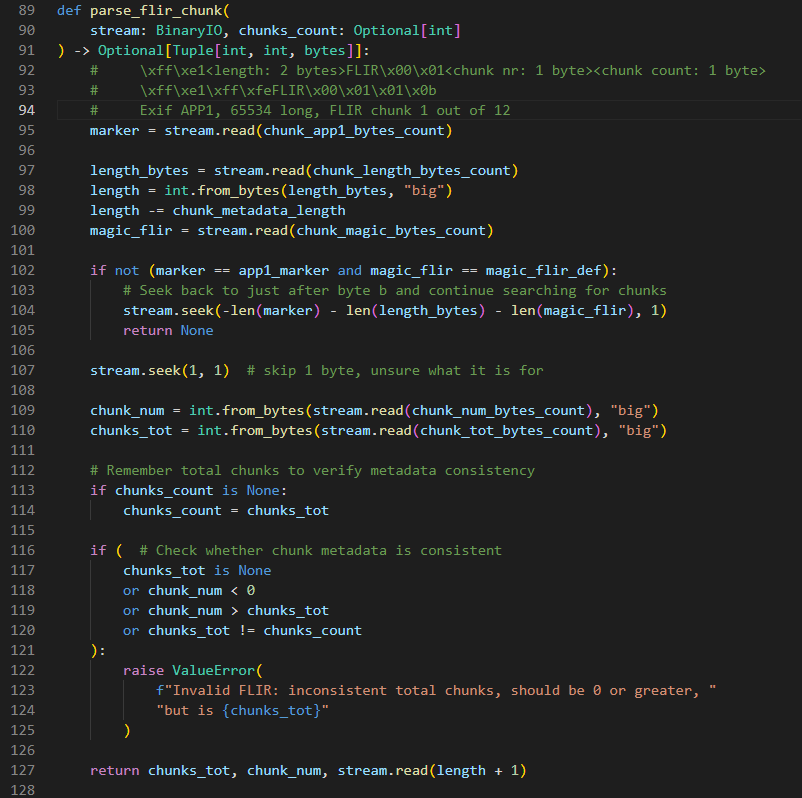 89 def parse_flir_chunk(
90     stream: BinaryIO, chunks_count: Optional[int]
91 ) -> Optional[Tuple[int, int, bytes]]:
92     #     \xff\xe1<length: 2 bytes>FLIR\x00\x01<chunk nr: 1 byte><chunk count: 1 byte>
93     #     \xff\xe1\xff\xfeFLIR\x00\x01\x01\x0b
94     #     Exif APP1, 65534 long, FLIR chunk 1 out of 12
95     marker = stream.read(chunk_app1_bytes_count)
96
97     length_bytes = stream.read(chunk_length_bytes_count)
98     length = int.from_bytes(length_bytes, "big")
99     length -= chunk_metadata_length
100     magic_flir = stream.read(chunk_magic_bytes_count)
101
102     if not (marker == app1_marker and magic_flir == magic_flir_def):
103         # Seek back to just after byte b and continue searching for chunks
104         stream.seek(-len(marker) - len(length_bytes) - len(magic_flir), 1)
105         return None
106
107     stream.seek(1, 1)  # skip 1 byte, unsure what it is for
108
109     chunk_num = int.from_bytes(stream.read(chunk_num_bytes_count), "big")
110     chunks_tot = int.from_bytes(stream.read(chunk_tot_bytes_count), "big")
111
112     # Remember total chunks to verify metadata consistency
113     if chunks_count is None:
114         chunks_count = chunks_tot
115
116     if (  # Check whether chunk metadata is consistent
117         chunks_tot is None
118         or chunk_num < 0
119         or chunk_num > chunks_tot
120         or chunks_tot != chunks_count
121     ):
122         raise ValueError(
123             f"Invalid FLIR: inconsistent total chunks, should be 0 or greater, "
124             "but is {chunks_tot}"
125         )
126
127     return chunks_tot, chunk_num, stream.read(length + 1)
128